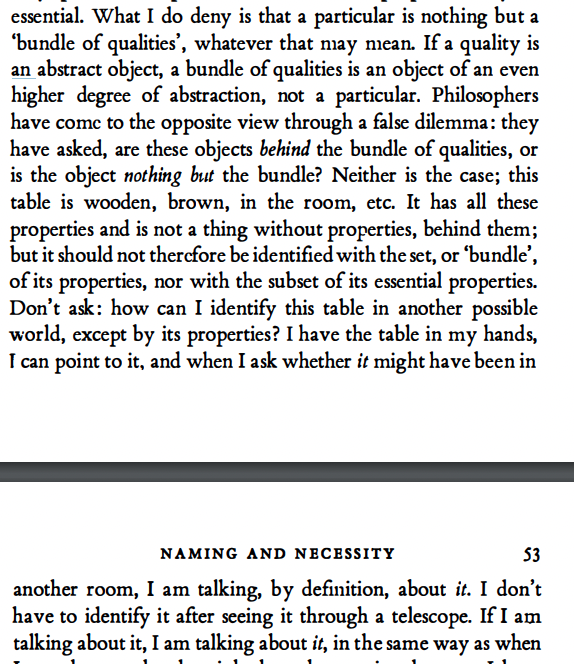 essential. What I do deny is that a particular is nothing but a
‘bundle of qualities’, whatever that may mean. If a quality is
an abstract object, a bundle of qualities is an object of an even
higher degree of abstraction, not a particular. Philosophers
have come to the opposite view through a false dilemma: they
have asked, are these objects behind the bundle of qualities, or
is the object nothing but the bundle? Neither is the case; this
table is wooden, brown, in the room, etc. It has all these
properties and is not a thing without properties, behind them;
but it should not therefore be identified with the set, or ‘bundle’,
of its properties, nor with the subset of its essential properties.
Don’t ask: how can I identify this table in another possible
world, except by its properties? I have the table in my hands,
I can point to it, and when I ask whether it might have been in
NAMING AND NECESSITY 53
another room, I am talking, by definition, about it. I don’t
have to identify it after seeing it through a telescope. If I am
talking about it, I am talking about it, in the same way as when